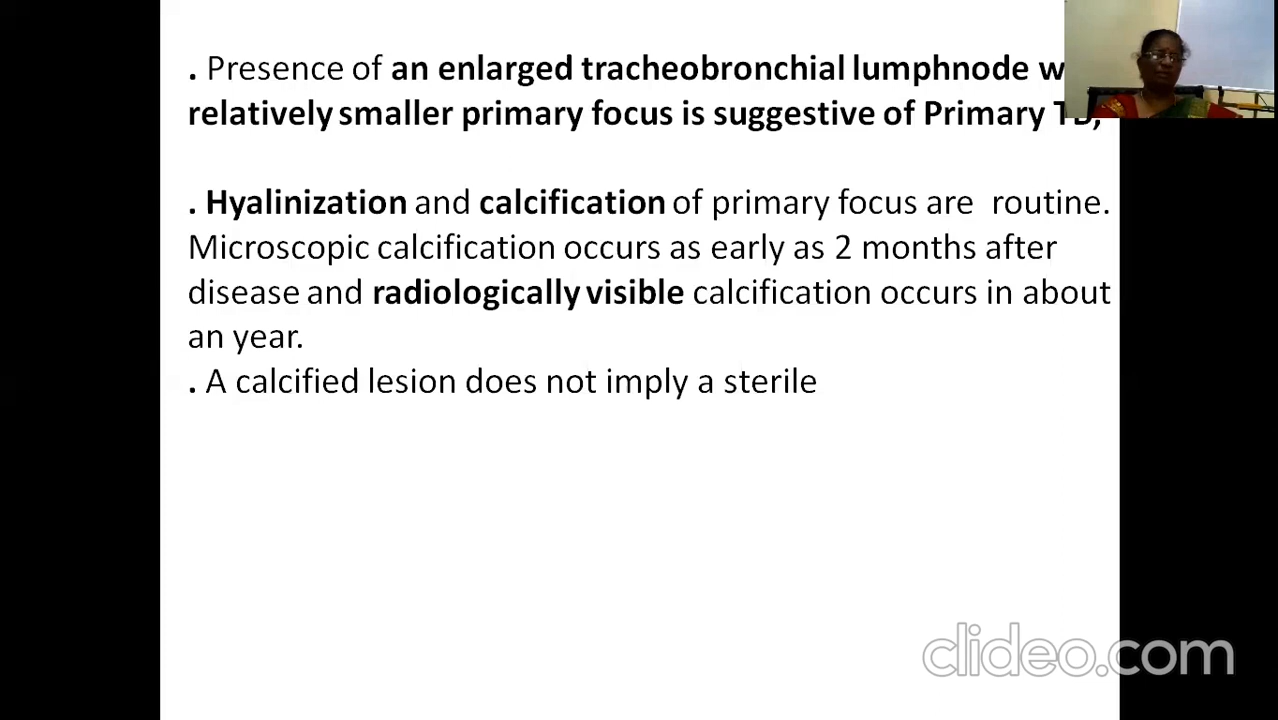 . Presence of an enlarged tracheobronchial lumphnode
relatively smaller primary focus is suggestive of Primary
. Hyalinization and calcification of primary focus are routine.
Microscopic calcification occurs as early as 2 months after
disease and radiologically visible calcification occurs in about
an year.
. A calcified lesion does not imply a sterile
clideo.com